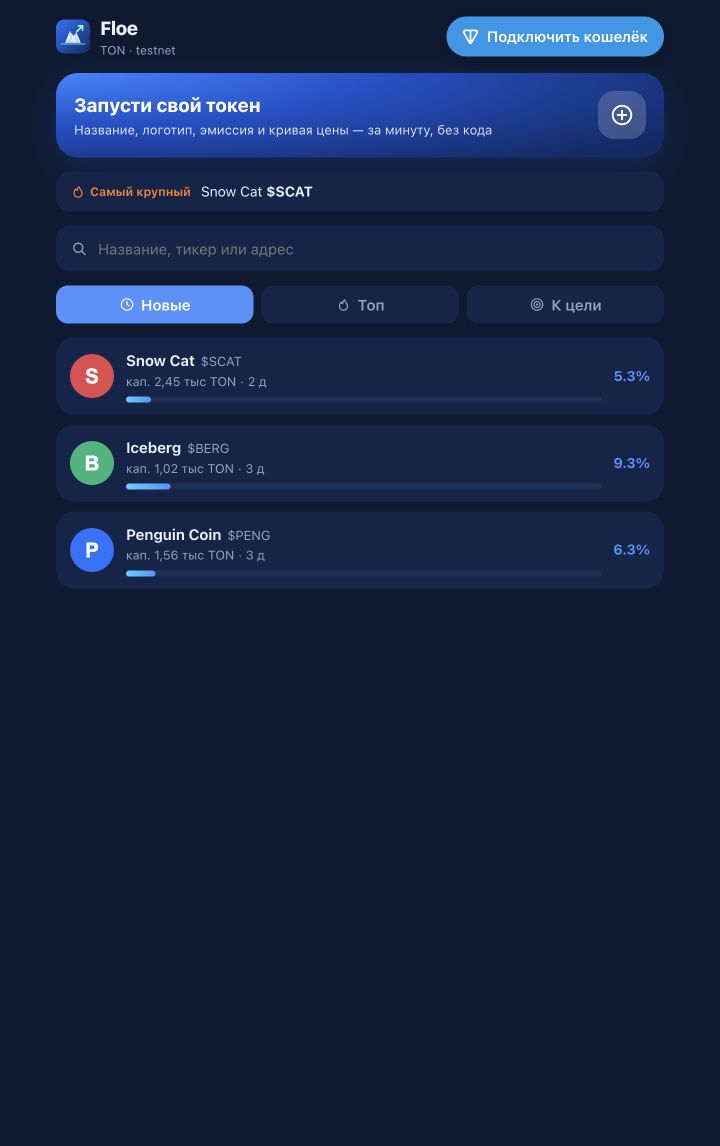 Floe
TON · testnet
Подключить кошелёк
Запусти свой токен
Название, логотип, эмиссия и кривая цены — за минуту, без кода
Самый крупный Snow Cat $SCAT
Название, тикер или адрес
Новые Топ К цели
S
Snow Cat $SCAT
кап. 2,45 тыс TON · 2 д
5.3%
B
Iceberg $BERG
кап. 1,02 тыс TON · 3 д
9.3%
P
Penguin Coin $PENG
кап. 1,56 тыс TON · 3 д
6.3%